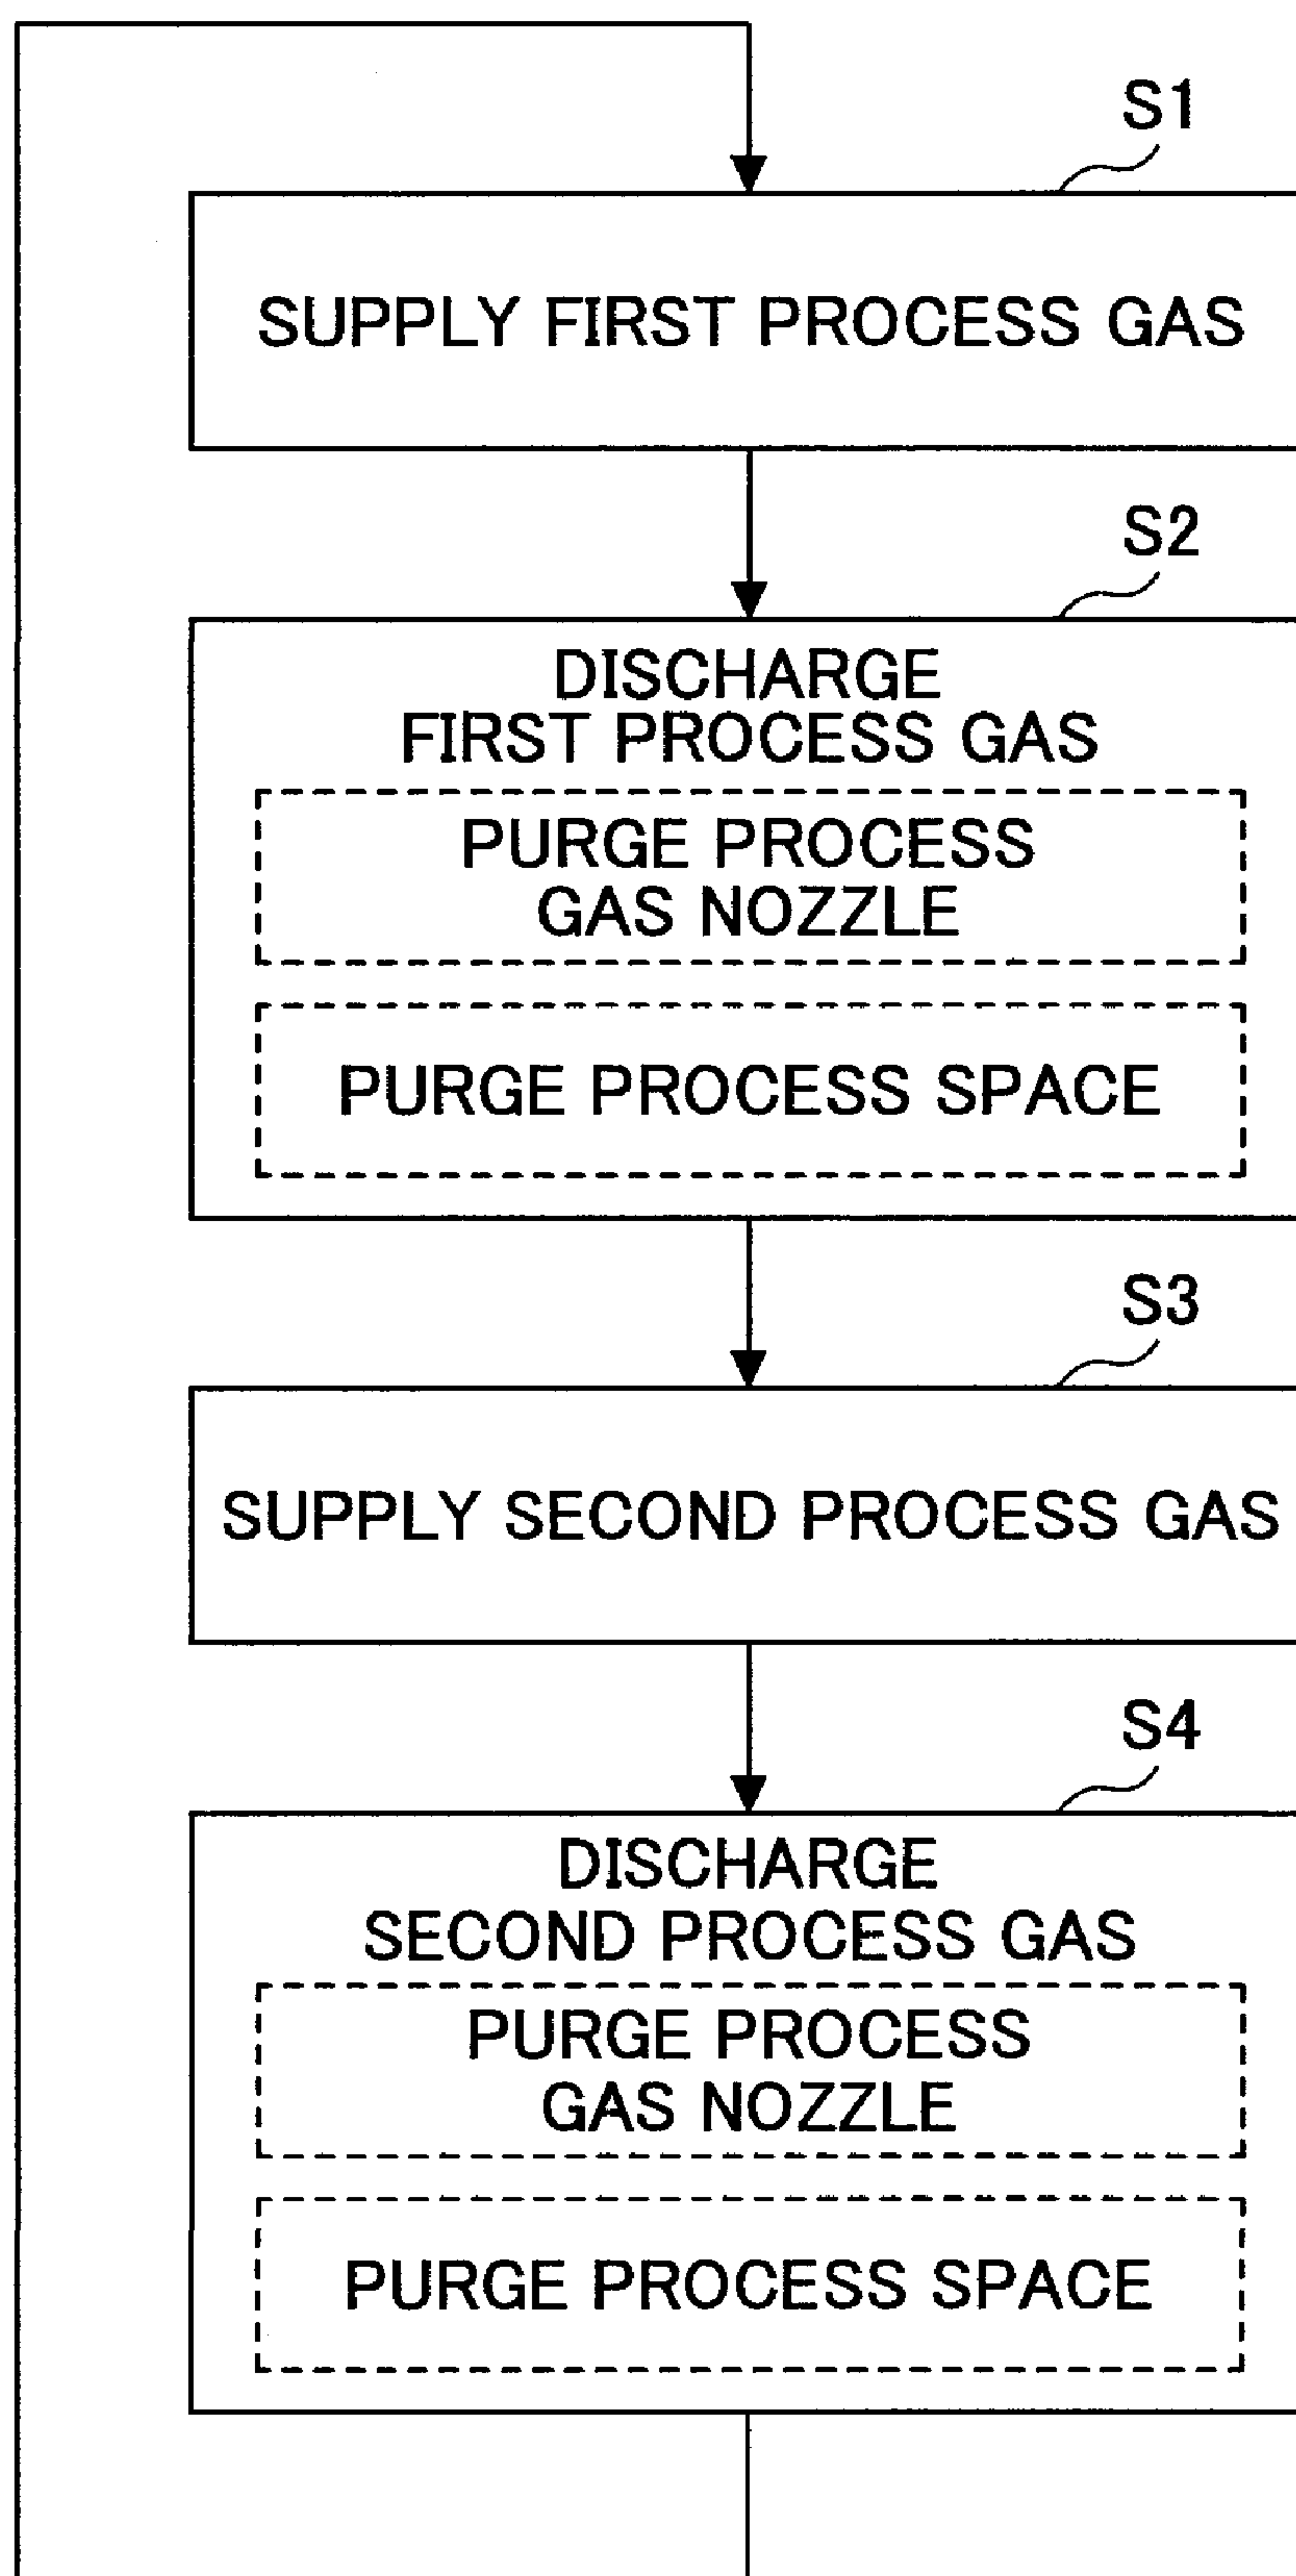 S1
SUPPLY FIRST PROCESS GAS
S2
DISCHARGE
FIRST PROCESS GAS
PURGE PROCESS
GAS NOZZLE
PURGE PROCESS SPACE
S3
SUPPLY SECOND PROCESS GAS
S4
DISCHARGE
SECOND PROCESS GAS
PURGE PROCESS
GAS NOZZLE
PURGE PROCESS SPACE